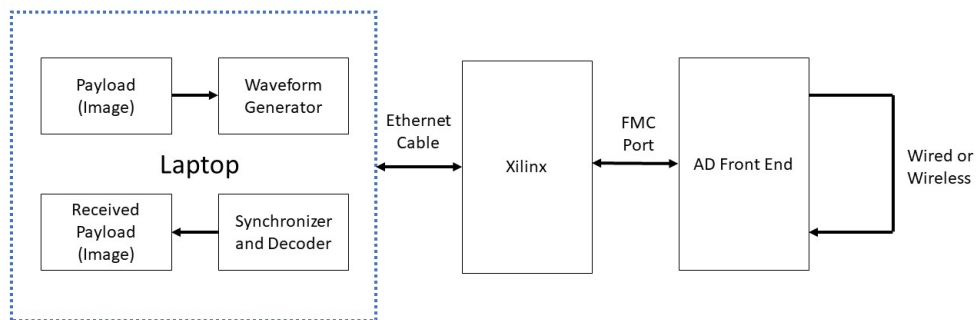 Payload
(Image)
Waveform
Generator
Laptop
Received
Payload
(Image)
Synchronizer
and Decoder
Ethernet
Cable
Xilinx
FMC
Port
AD Front End
Wired or
Wireless